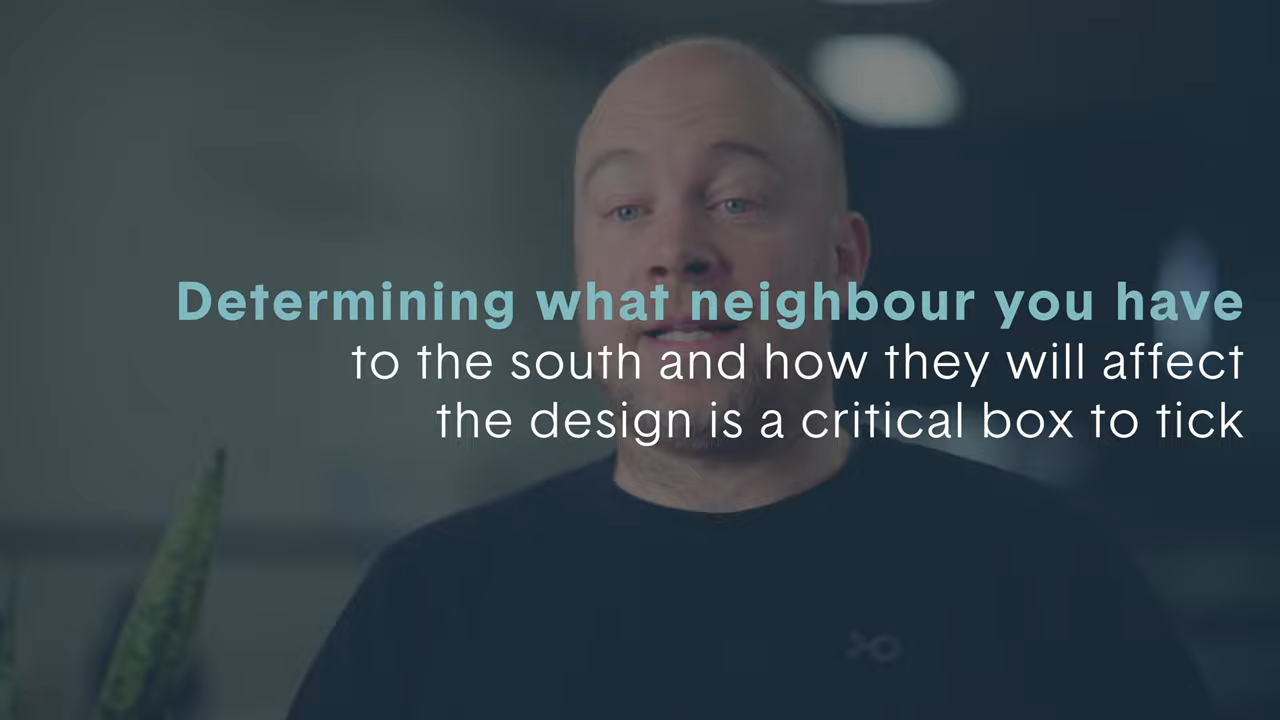 Determining what neighbour you have
to the south and how they will affect
the design is a critical box to tick